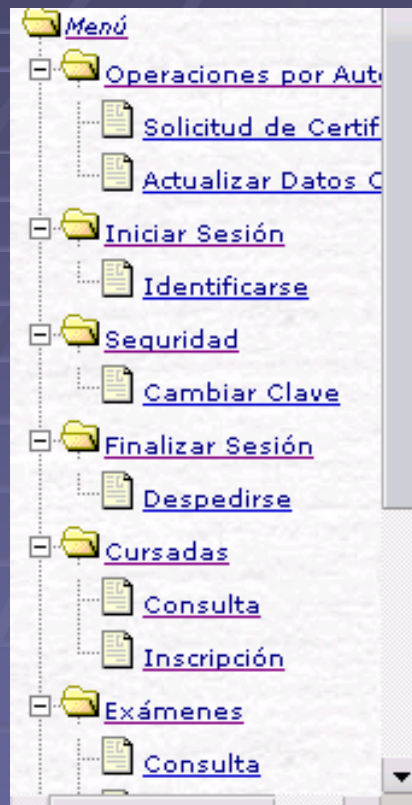 Menú
Operaciones por Auto
Solicitud de Certif
Actualizar Datos C
Iniciar Sesión
Identificarse
Seguridad
Cambiar Clave
Finalizar Sesión
Despedirse
Cursadas
Consulta
Inscripción
Exámenes
Consulta